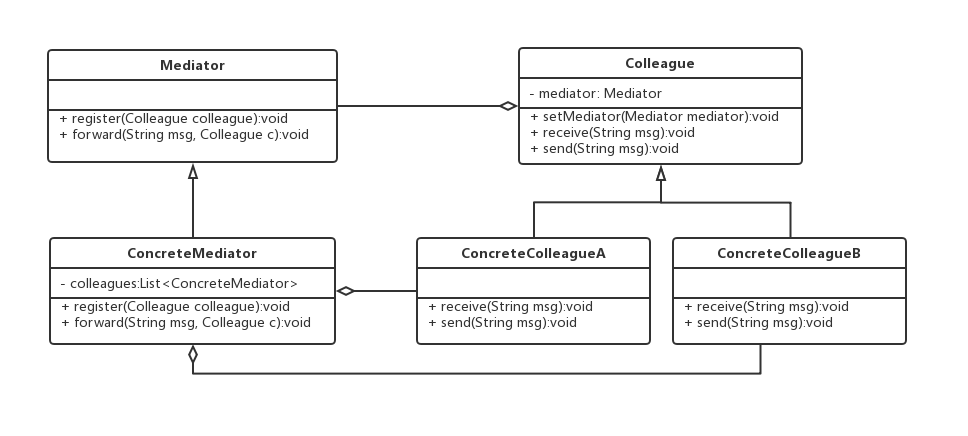 Mediator
+ register(Colleague colleague):void
+ forward(String msg, Colleague c):void
Colleague
- mediator: Mediator
+ setMediator(Mediator mediator):void
+ receive(String msg):void
+ send(String msg):void
ConcreteMediator
- colleagues:List<ConcreteMediator>
+ register(Colleague colleague):void
+ forward(String msg, Colleague c):void
ConcreteColleagueA
+ receive(String msg):void
+ send(String msg):void
ConcreteColleagueB
+ receive(String msg):void
+ send(String msg):void